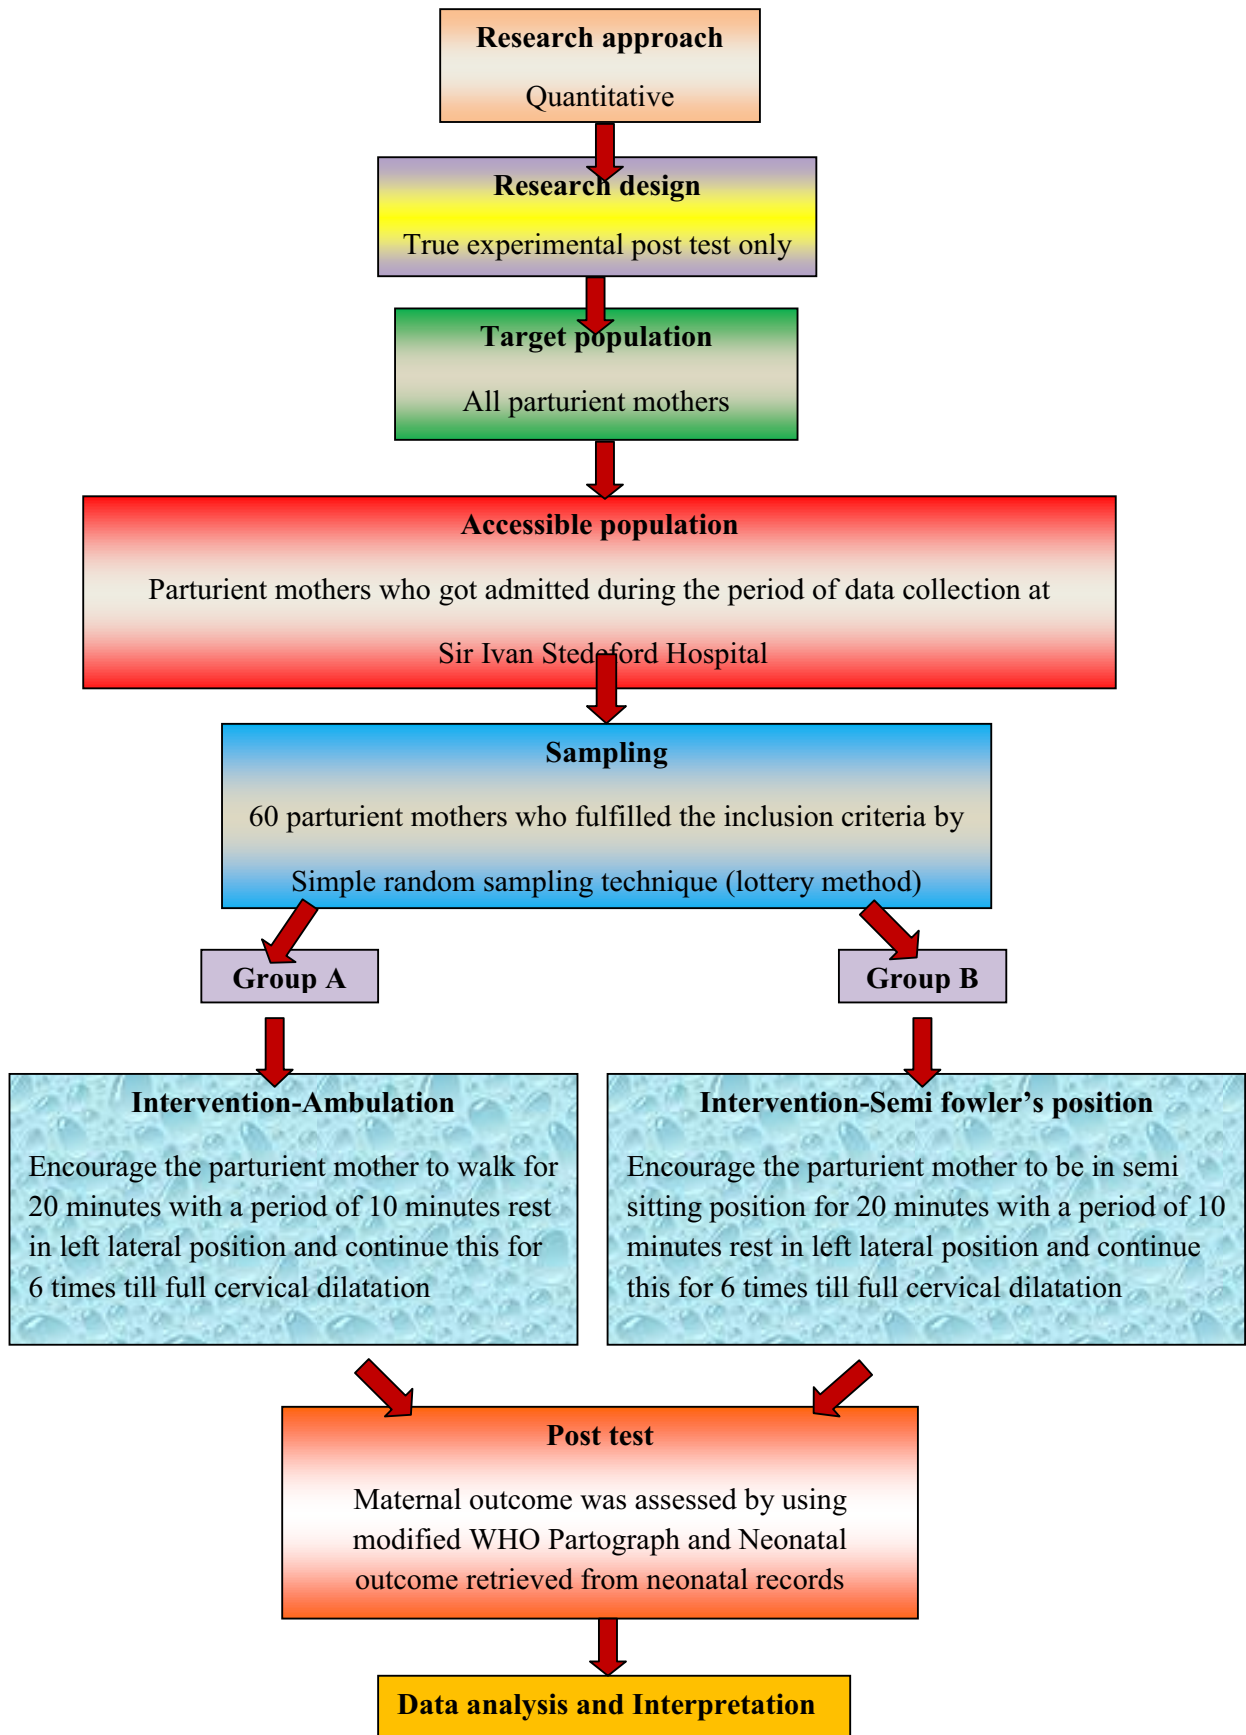 Research approach
Quantitative
Research design
True experimental post test only
Target population
All parturient mothers
Accessible population
Parturient mothers who got admitted during the period of data collection at
Sir Ivan Stedeford Hospital
Sampling
60 parturient mothers who fulfilled the inclusion criteria by
Simple random sampling technique (lottery method)
Group A
Group B
Intervention-Ambulation
Encourage the parturient mother to walk for
20 minutes with a period of 10 minutes rest
in left lateral position and continue this for
6 times till full cervical dilatation
Intervention-Semi fowler’s position
Encourage the parturient mother to be in semi
sitting position for 20 minutes with a period of 10
minutes rest in left lateral position and continue
this for 6 times till full cervical dilatation
Post test
Maternal outcome was assessed by using
modified WHO Partograph and Neonatal
outcome retrieved from neonatal records
Data analysis and Interpretation